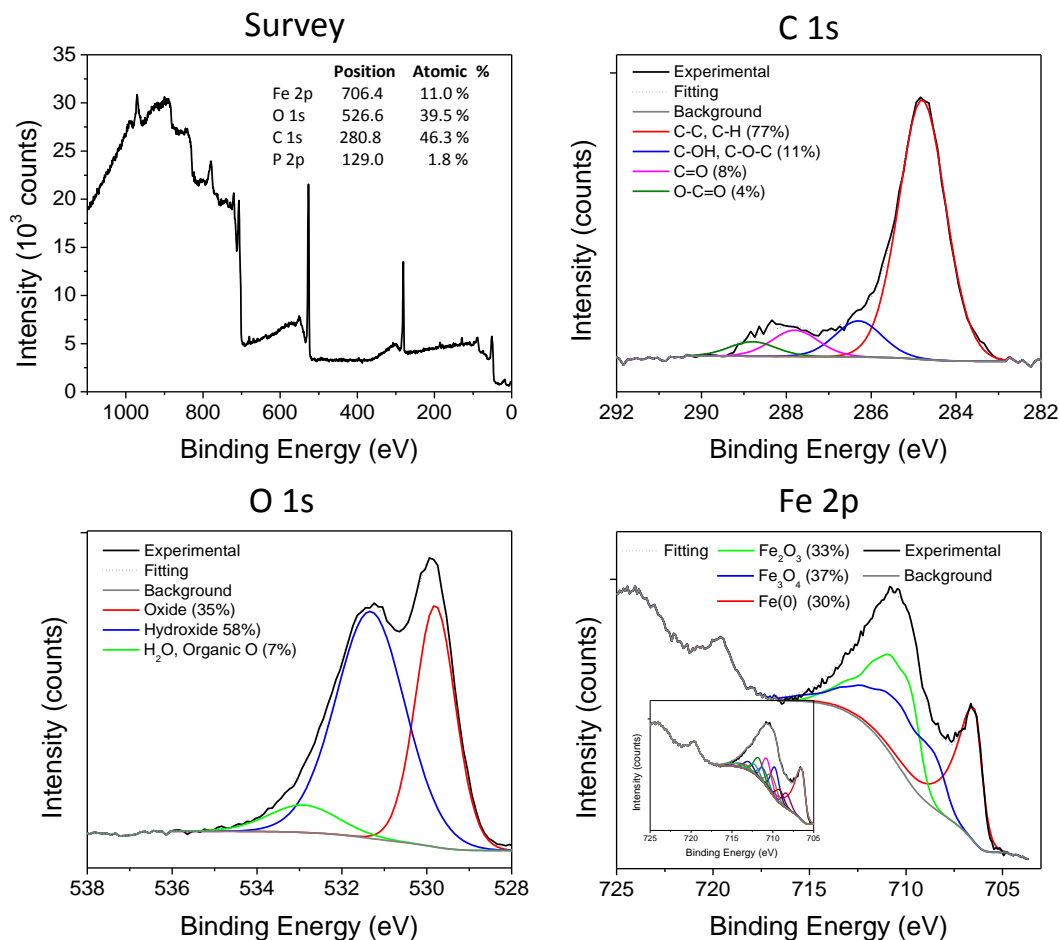 Survey
Position Atomic %
Fe 2p 706.4 11.0 %
O 1s 526.6 39.5 %
C 1s 280.8 46.3 %
P 2p 129.0 1.8 %
35
30
25
20
15
10
5
0
Intensity (10³ counts)
1000 800 600 400 200 0
Binding Energy (eV)
C 1s
Experimental
Fitting
Background
C-C, C-H (77%)
C-OH, C-O-C (11%)
C=O (8%)
O-C=O (4%)
Intensity (counts)
292 290 288 286 284 282
Binding Energy (eV)
O 1s
Experimental
Fitting
Background
Oxide (35%)
Hydroxide 58%)
H₂O, Organic O (7%)
Intensity (counts)
538 536 534 532 530 528
Binding Energy (eV)
Fe 2p
Fitting Fe₂O₃ (33%) Experimental
Fe₃O₄ (37%) Background
Fe(0) (30%)
Intensity (counts)
Intensity (counts)
725 720 715 710 705
Binding Energy (eV)
725 720 715 710 705
Binding Energy (eV)